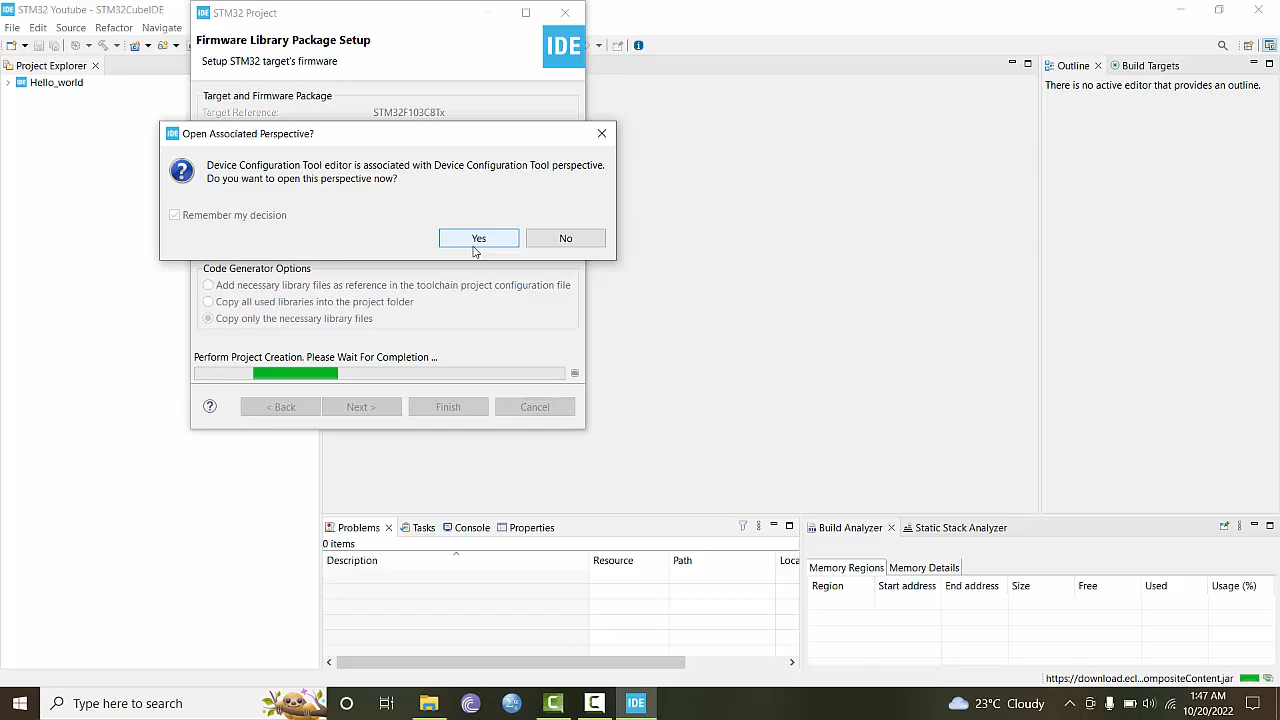 STM32 Youtube - STM32CubeIDE
File Edit Source Refactor Navigate
Project Explorer
Hello_world
IDE STM32 Project
Firmware Library Package Setup
Setup STM32 target's firmware
IDE
Target and Firmware Package
Target Reference: STM32F103C8Tx
IDE Open Associated Perspective?
Device Configuration Tool editor is associated with Device Configuration Tool perspective.
Do you want to open this perspective now?
Remember my decision
Yes No
Code Generator Options
Add necessary library files as reference in the toolchain project configuration file
Copy all used libraries into the project folder
Copy only the necessary library files
Perform Project Creation. Please Wait For Completion ...
< Back Next > Finish Cancel
Outline Build Targets
There is no active editor that provides an outline.
Problems Tasks Console Properties
0 items
Description Resource Path Loca
Build Analyzer Static Stack Analyzer
Memory Regions Memory Details
Region Start address End address Size Free Used Usage (%)
https://download.ecl...ompositeContent.jar
Type here to search
IDE
23°C Cloudy
1:47 AM
10/20/2022